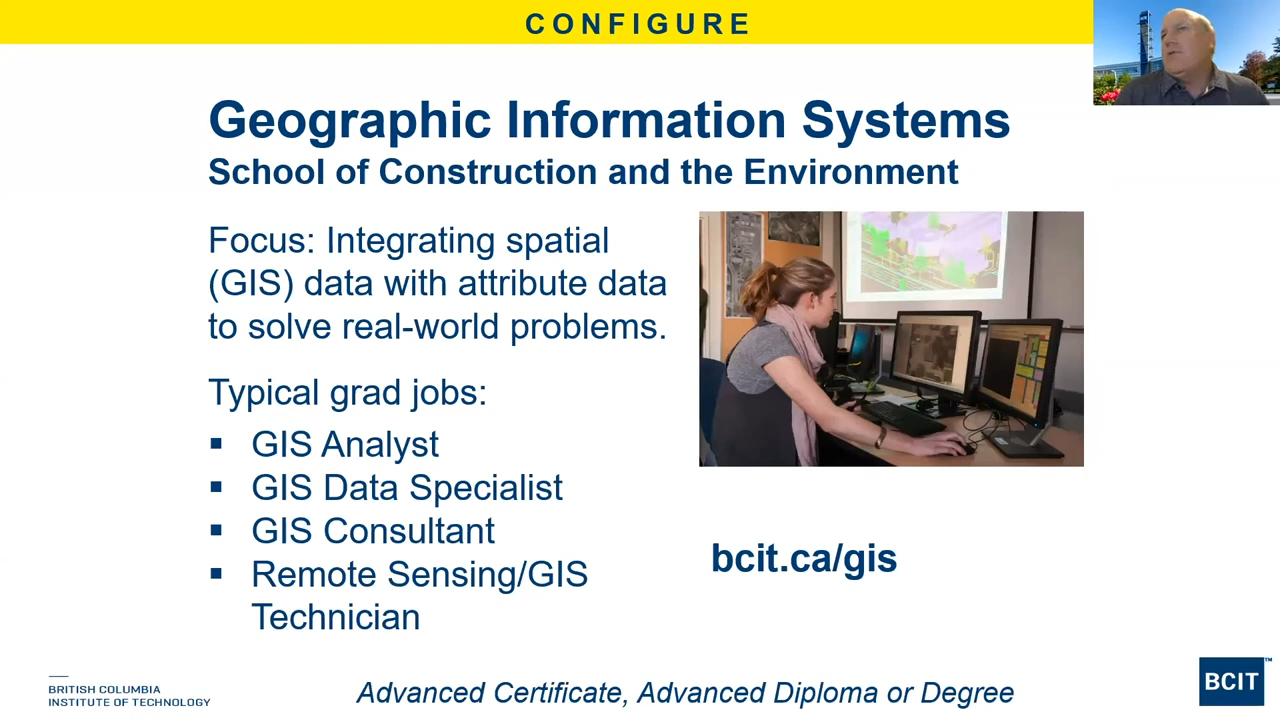 CONFIGURE
Geographic Information Systems
School of Construction and the Environment
Focus: Integrating spatial
(GIS) data with attribute data
to solve real-world problems.
Typical grad jobs:
▪ GIS Analyst
▪ GIS Data Specialist
▪ GIS Consultant
▪ Remote Sensing/GIS
Technician
bcit.ca/gis
BRITISH COLUMBIA
INSTITUTE OF TECHNOLOGY
Advanced Certificate, Advanced Diploma or Degree
BCIT™